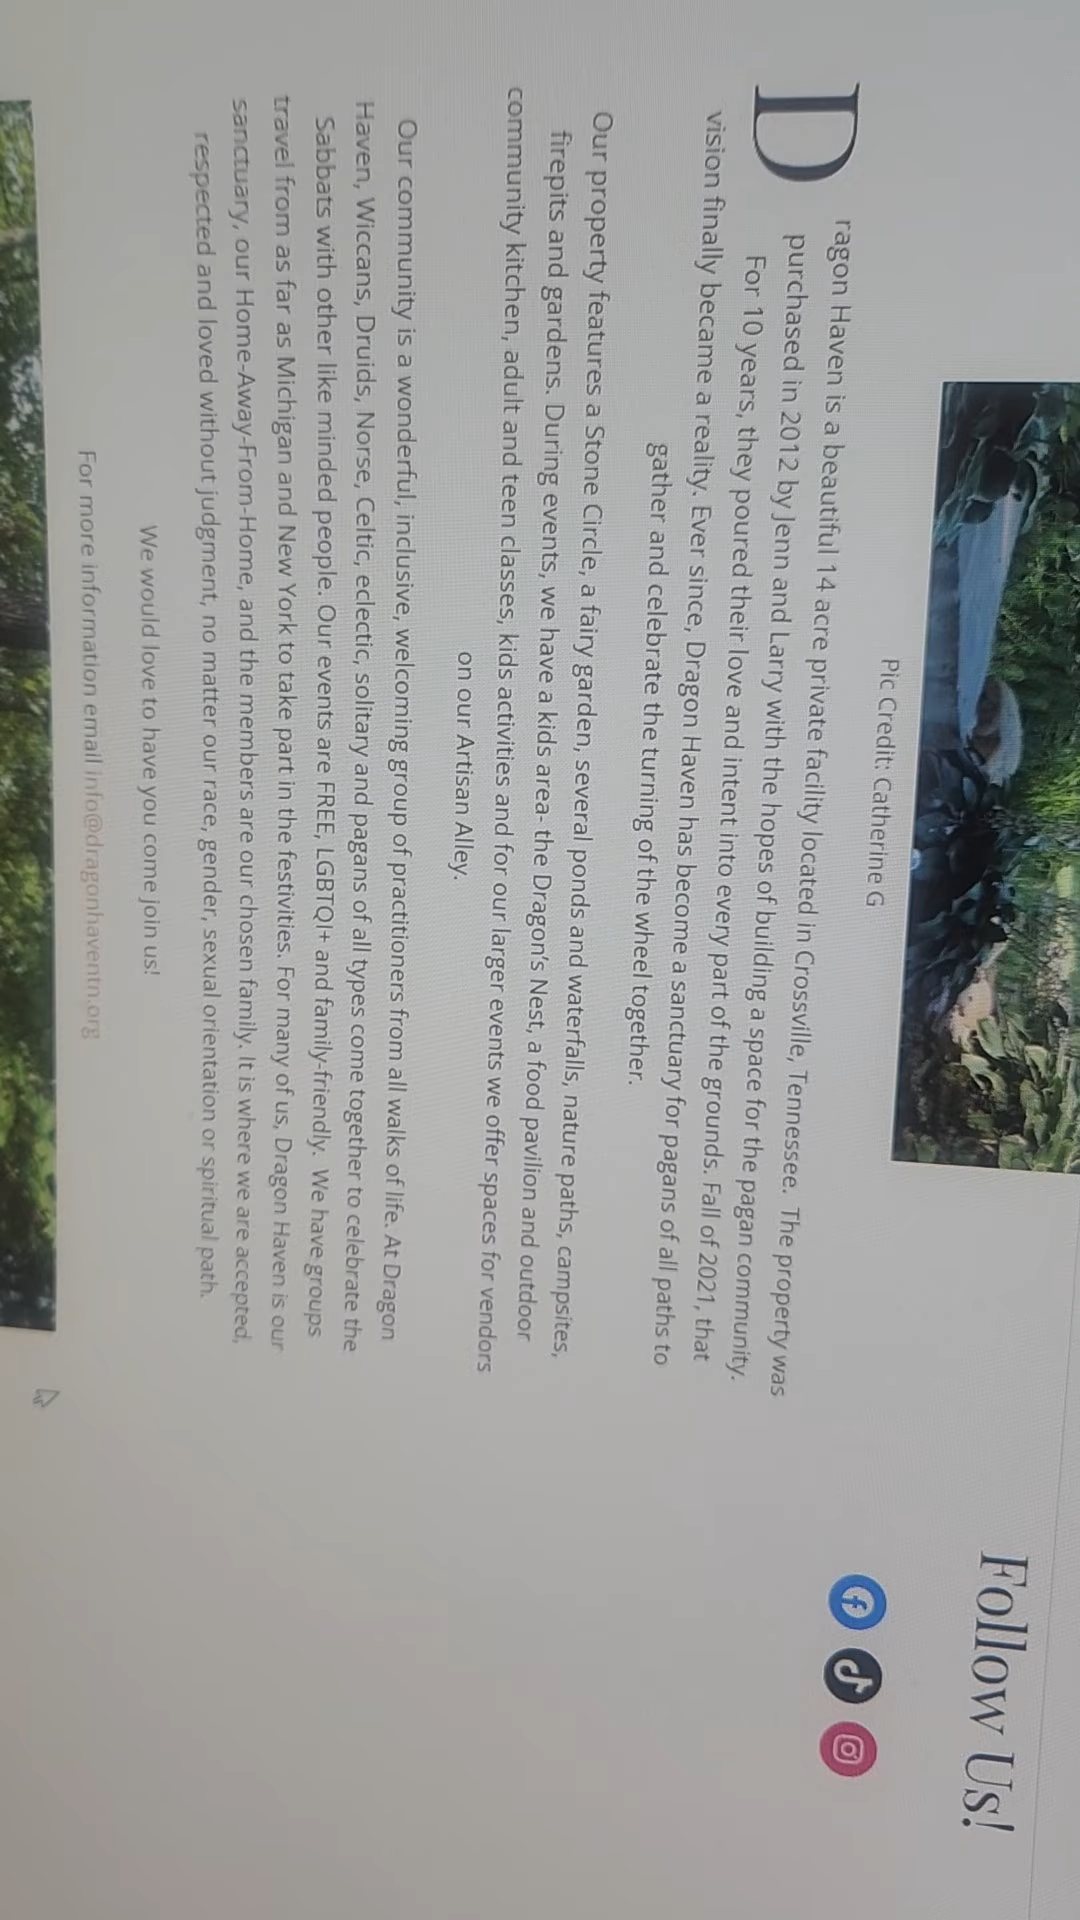 Pic Credit: Catherine G
Follow Us!
Dragon Haven is a beautiful 14 acre private facility located in Crossville, Tennessee. The property was
purchased in 2012 by Jenn and Larry with the hopes of building a space for the pagan community.
For 10 years, they poured their love and intent into every part of the grounds. Fall of 2021, that
vision finally became a reality. Ever since, Dragon Haven has become a sanctuary for pagans of all paths to
gather and celebrate the turning of the wheel together.
Our property features a Stone Circle, a fairy garden, several ponds and waterfalls, nature paths, campsites,
firepits and gardens. During events, we have a kids area- the Dragon's Nest, a food pavilion and outdoor
community kitchen, adult and teen classes, kids activities and for our larger events we offer spaces for vendors
on our Artisan Alley.
Our community is a wonderful, inclusive, welcoming group of practitioners from all walks of life. At Dragon
Haven, Wiccans, Druids, Norse, Celtic, eclectic, solitary and pagans of all types come together to celebrate the
Sabbats with other like minded people. Our events are FREE, LGBTQI+ and family-friendly. We have groups
travel from as far as Michigan and New York to take part in the festivities. For many of us, Dragon Haven is our
sanctuary, our Home-Away-From-Home, and the members are our chosen family. It is where we are accepted,
respected and loved without judgment, no matter our race, gender, sexual orientation or spiritual path.
We would love to have you come join us!
For more information email info@dragonhaventn.org